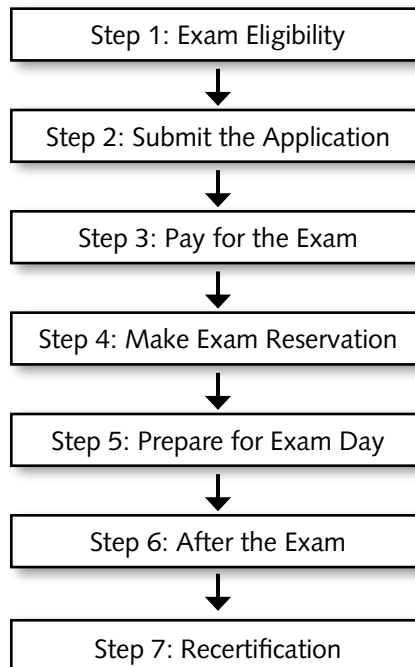 Step 1: Exam Eligibility
Step 2: Submit the Application
Step 3: Pay for the Exam
Step 4: Make Exam Reservation
Step 5: Prepare for Exam Day
Step 6: After the Exam
Step 7: Recertification